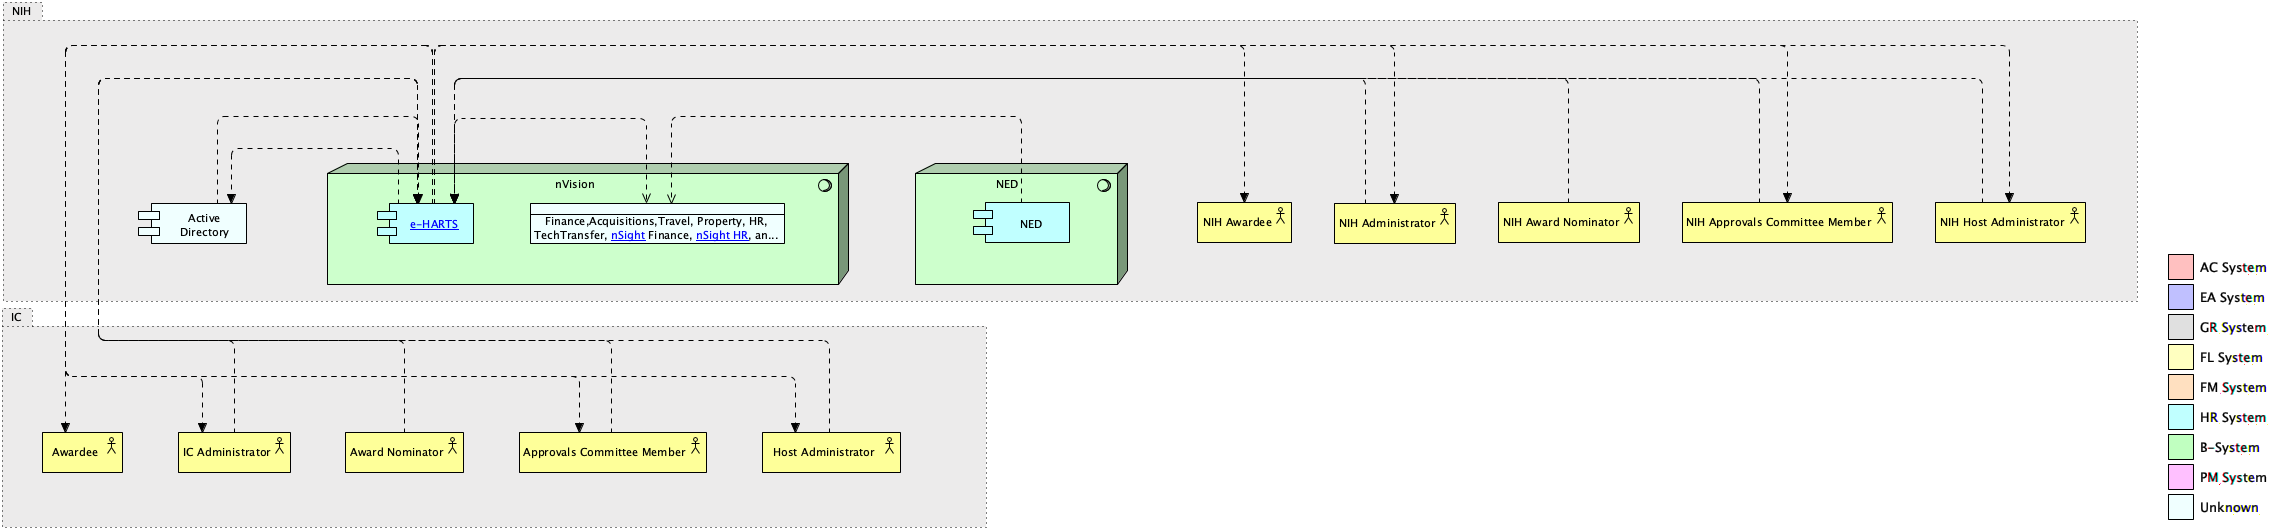 NIH
nVision
NED
Active
Directory
e-HARTS
Finance,Acquisitions,Travel, Property, HR,
TechTransfer, nSight Finance, nSight HR, an...
NED
NIH Awardee
NIH Administrator
NIH Award Nominator
NIH Approvals Committee Member
NIH Host Administrator
IC
Awardee
IC Administrator
Award Nominator
Approvals Committee Member
Host Administrator
AC System
EA System
GR System
FL System
FM System
HR System
B-System
PM System
Unknown